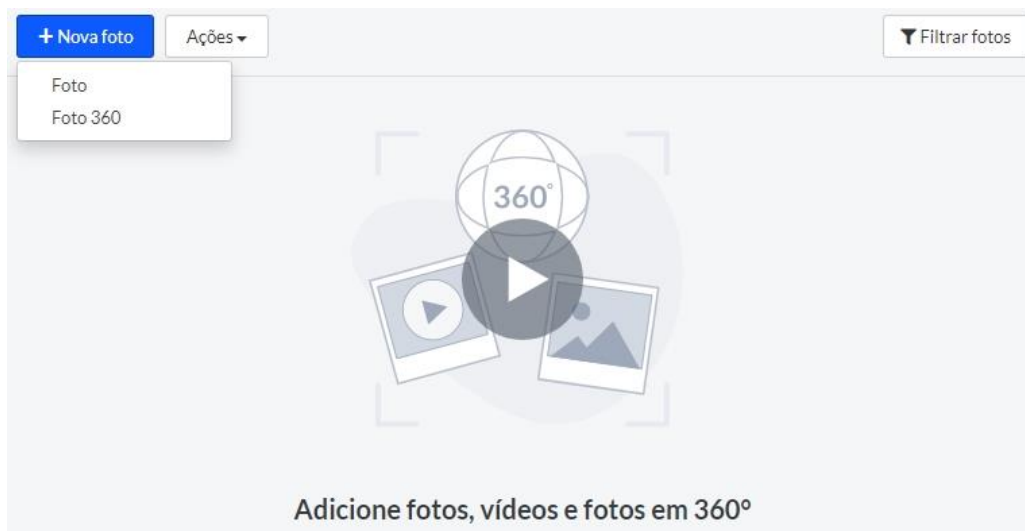 + Nova foto
Ações
Filtrar fotos
Foto
Foto 360
360°
Adicione fotos, vídeos e fotos em 360º